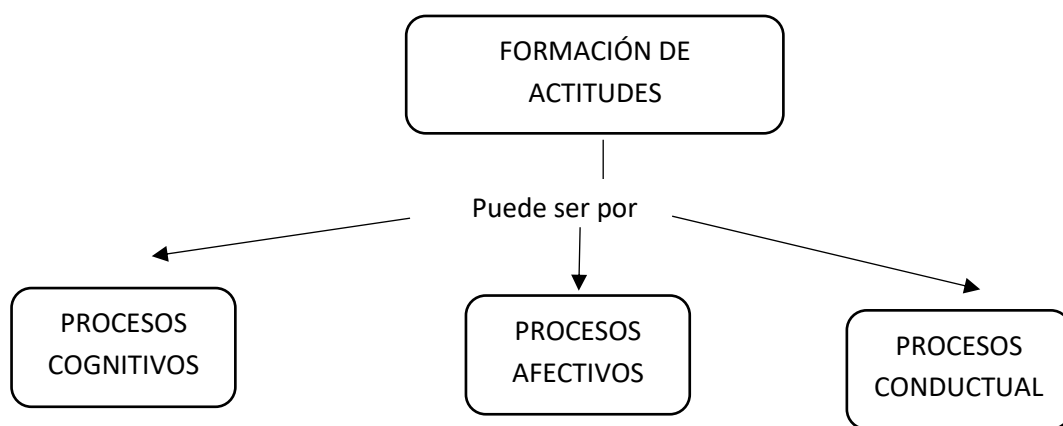 FORMACIÓN DE
ACTITUDES
Puede ser por
PROCESOS
COGNITIVOS
PROCESOS
AFECTIVOS
PROCESOS
CONDUCTUAL